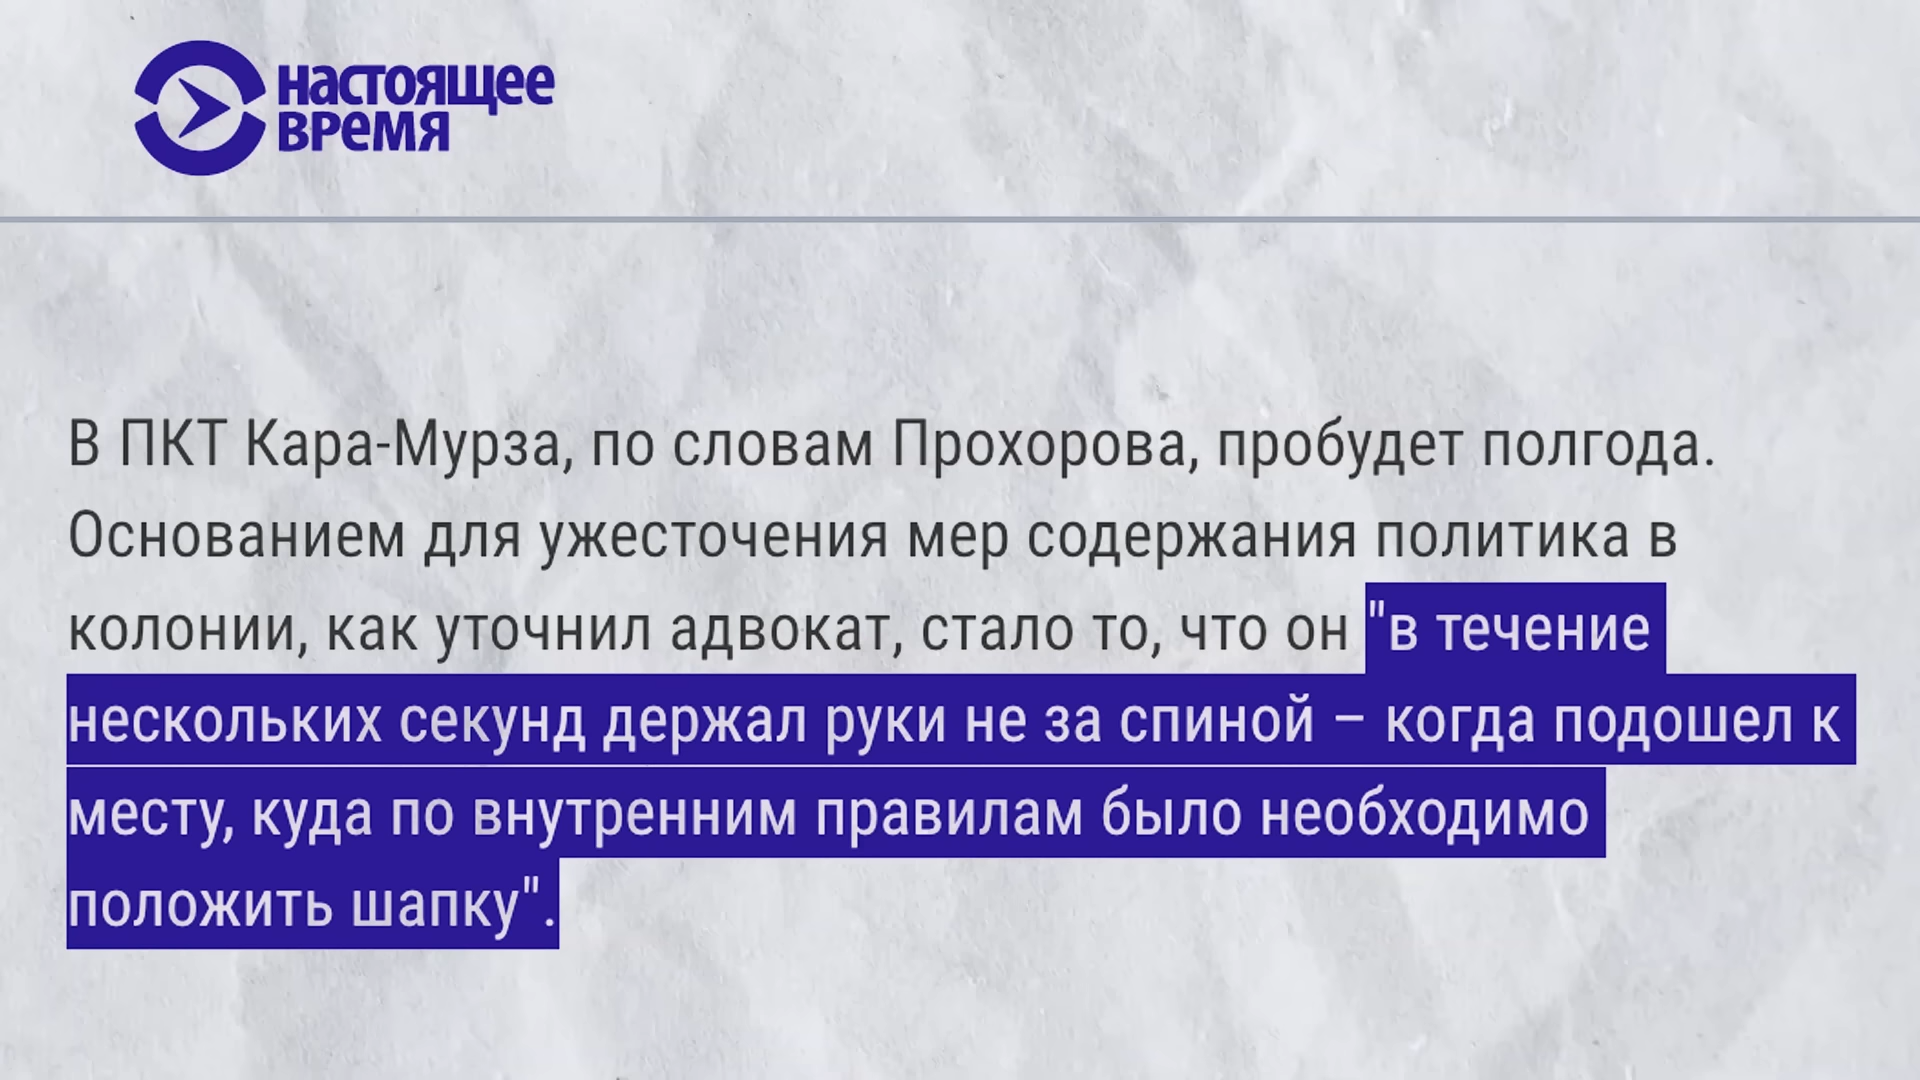 настоящее
время
В ПКТ Кара-Мурза, по словам Прохорова, пробудет полгода.
Основанием для ужесточения мер содержания политика в
колонии, как уточнил адвокат, стало то, что он "в течение
нескольких секунд держал руки не за спиной – когда подошел к
месту, куда по внутренним правилам было необходимо
положить шапку".